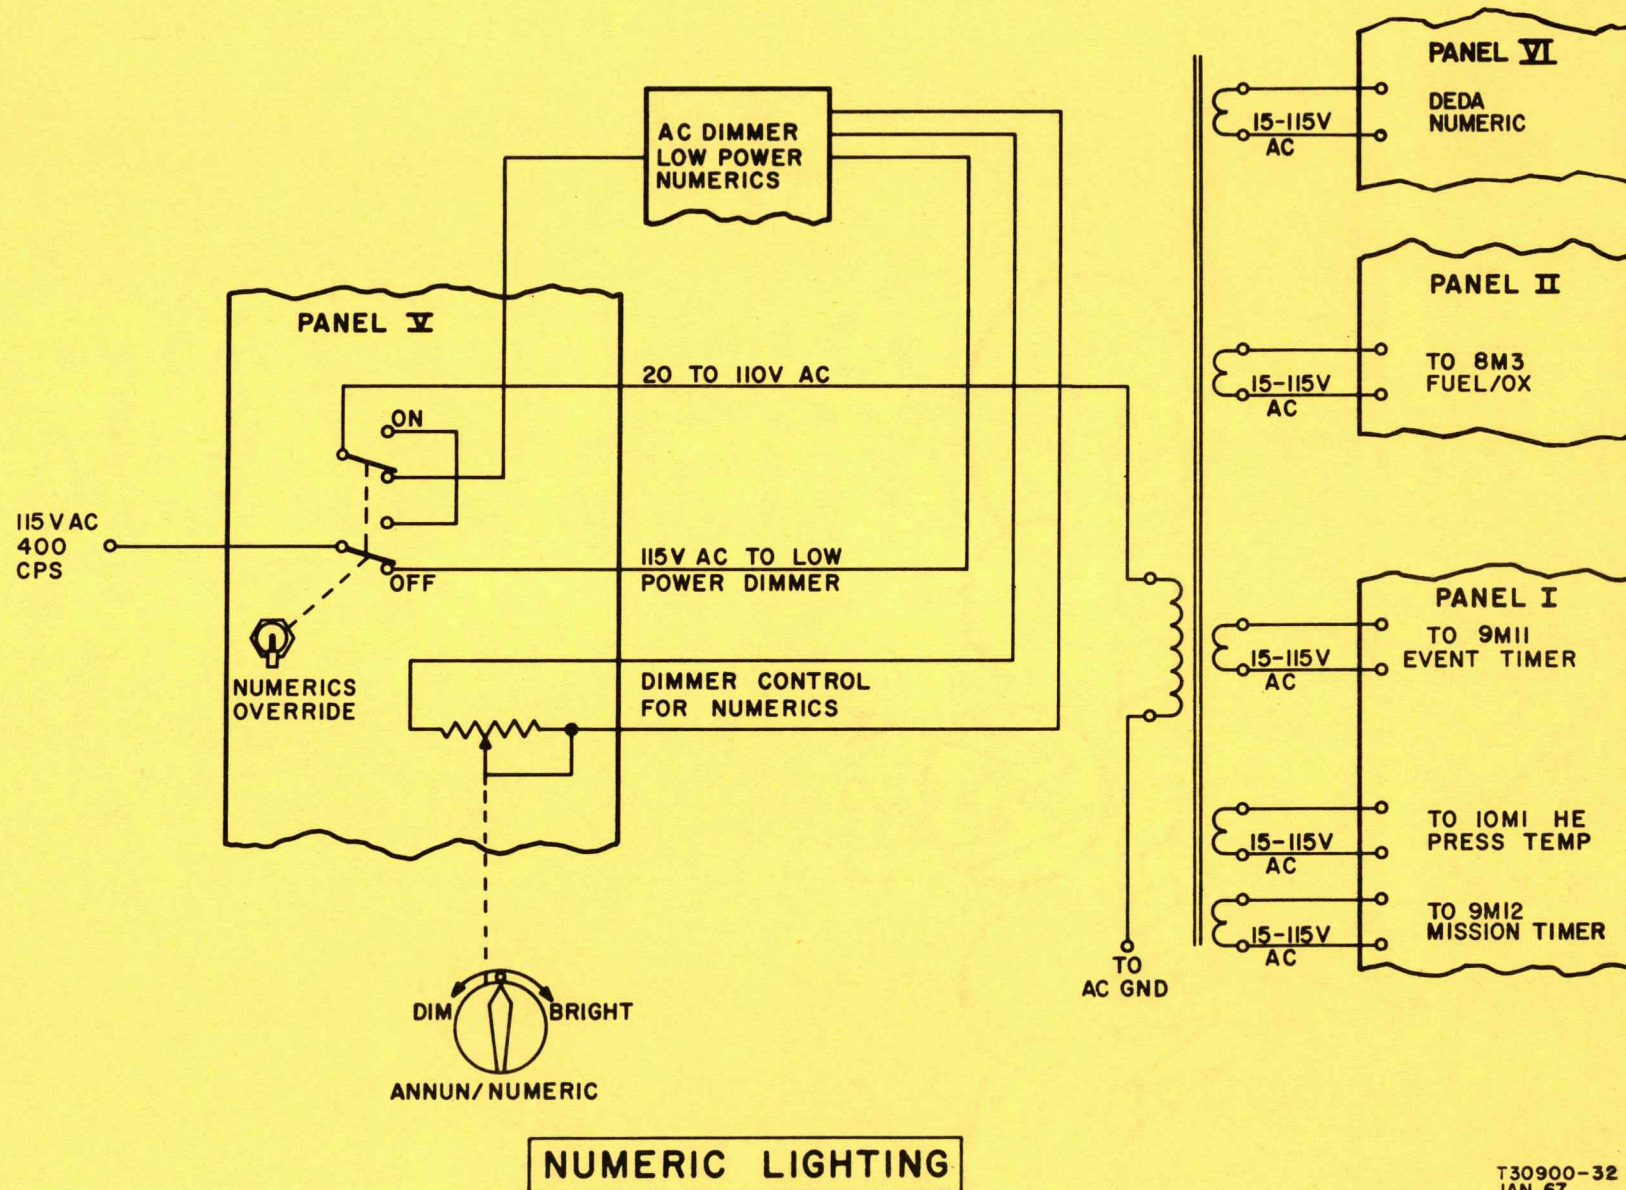 PANEL VI
DEDA
NUMERIC
15-115V
AC
AC DIMMER
LOW POWER
NUMERICS
PANEL II
TO 8M3
FUEL/OX
15-115V
AC
PANEL V
20 TO 110V AC
ON
115V AC
400
CPS
OFF
115V AC TO LOW
POWER DIMMER
NUMERICS
OVERRIDE
DIMMER CONTROL
FOR NUMERICS
PANEL I
TO 9M11
EVENT TIMER
15-115V
AC
TO 10M1 HE
PRESS TEMP
15-115V
AC
TO 9M12
MISSION TIMER
15-115V
AC
TO
AC GND
DIM
BRIGHT
ANNUN/NUMERIC
NUMERIC LIGHTING
T30900-32
JAN 67